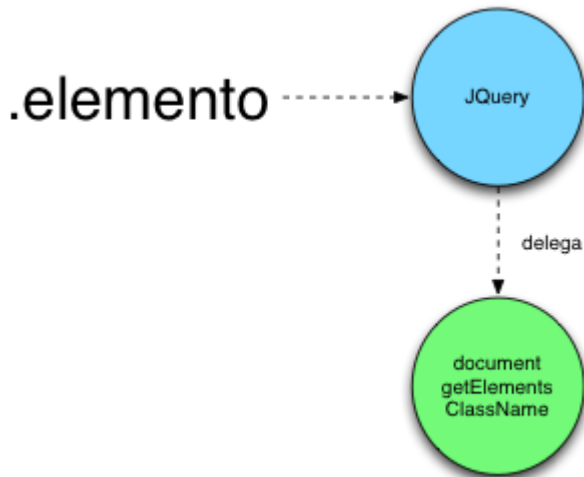 .elemento
JQuery
delega
document
getElements
ClassName